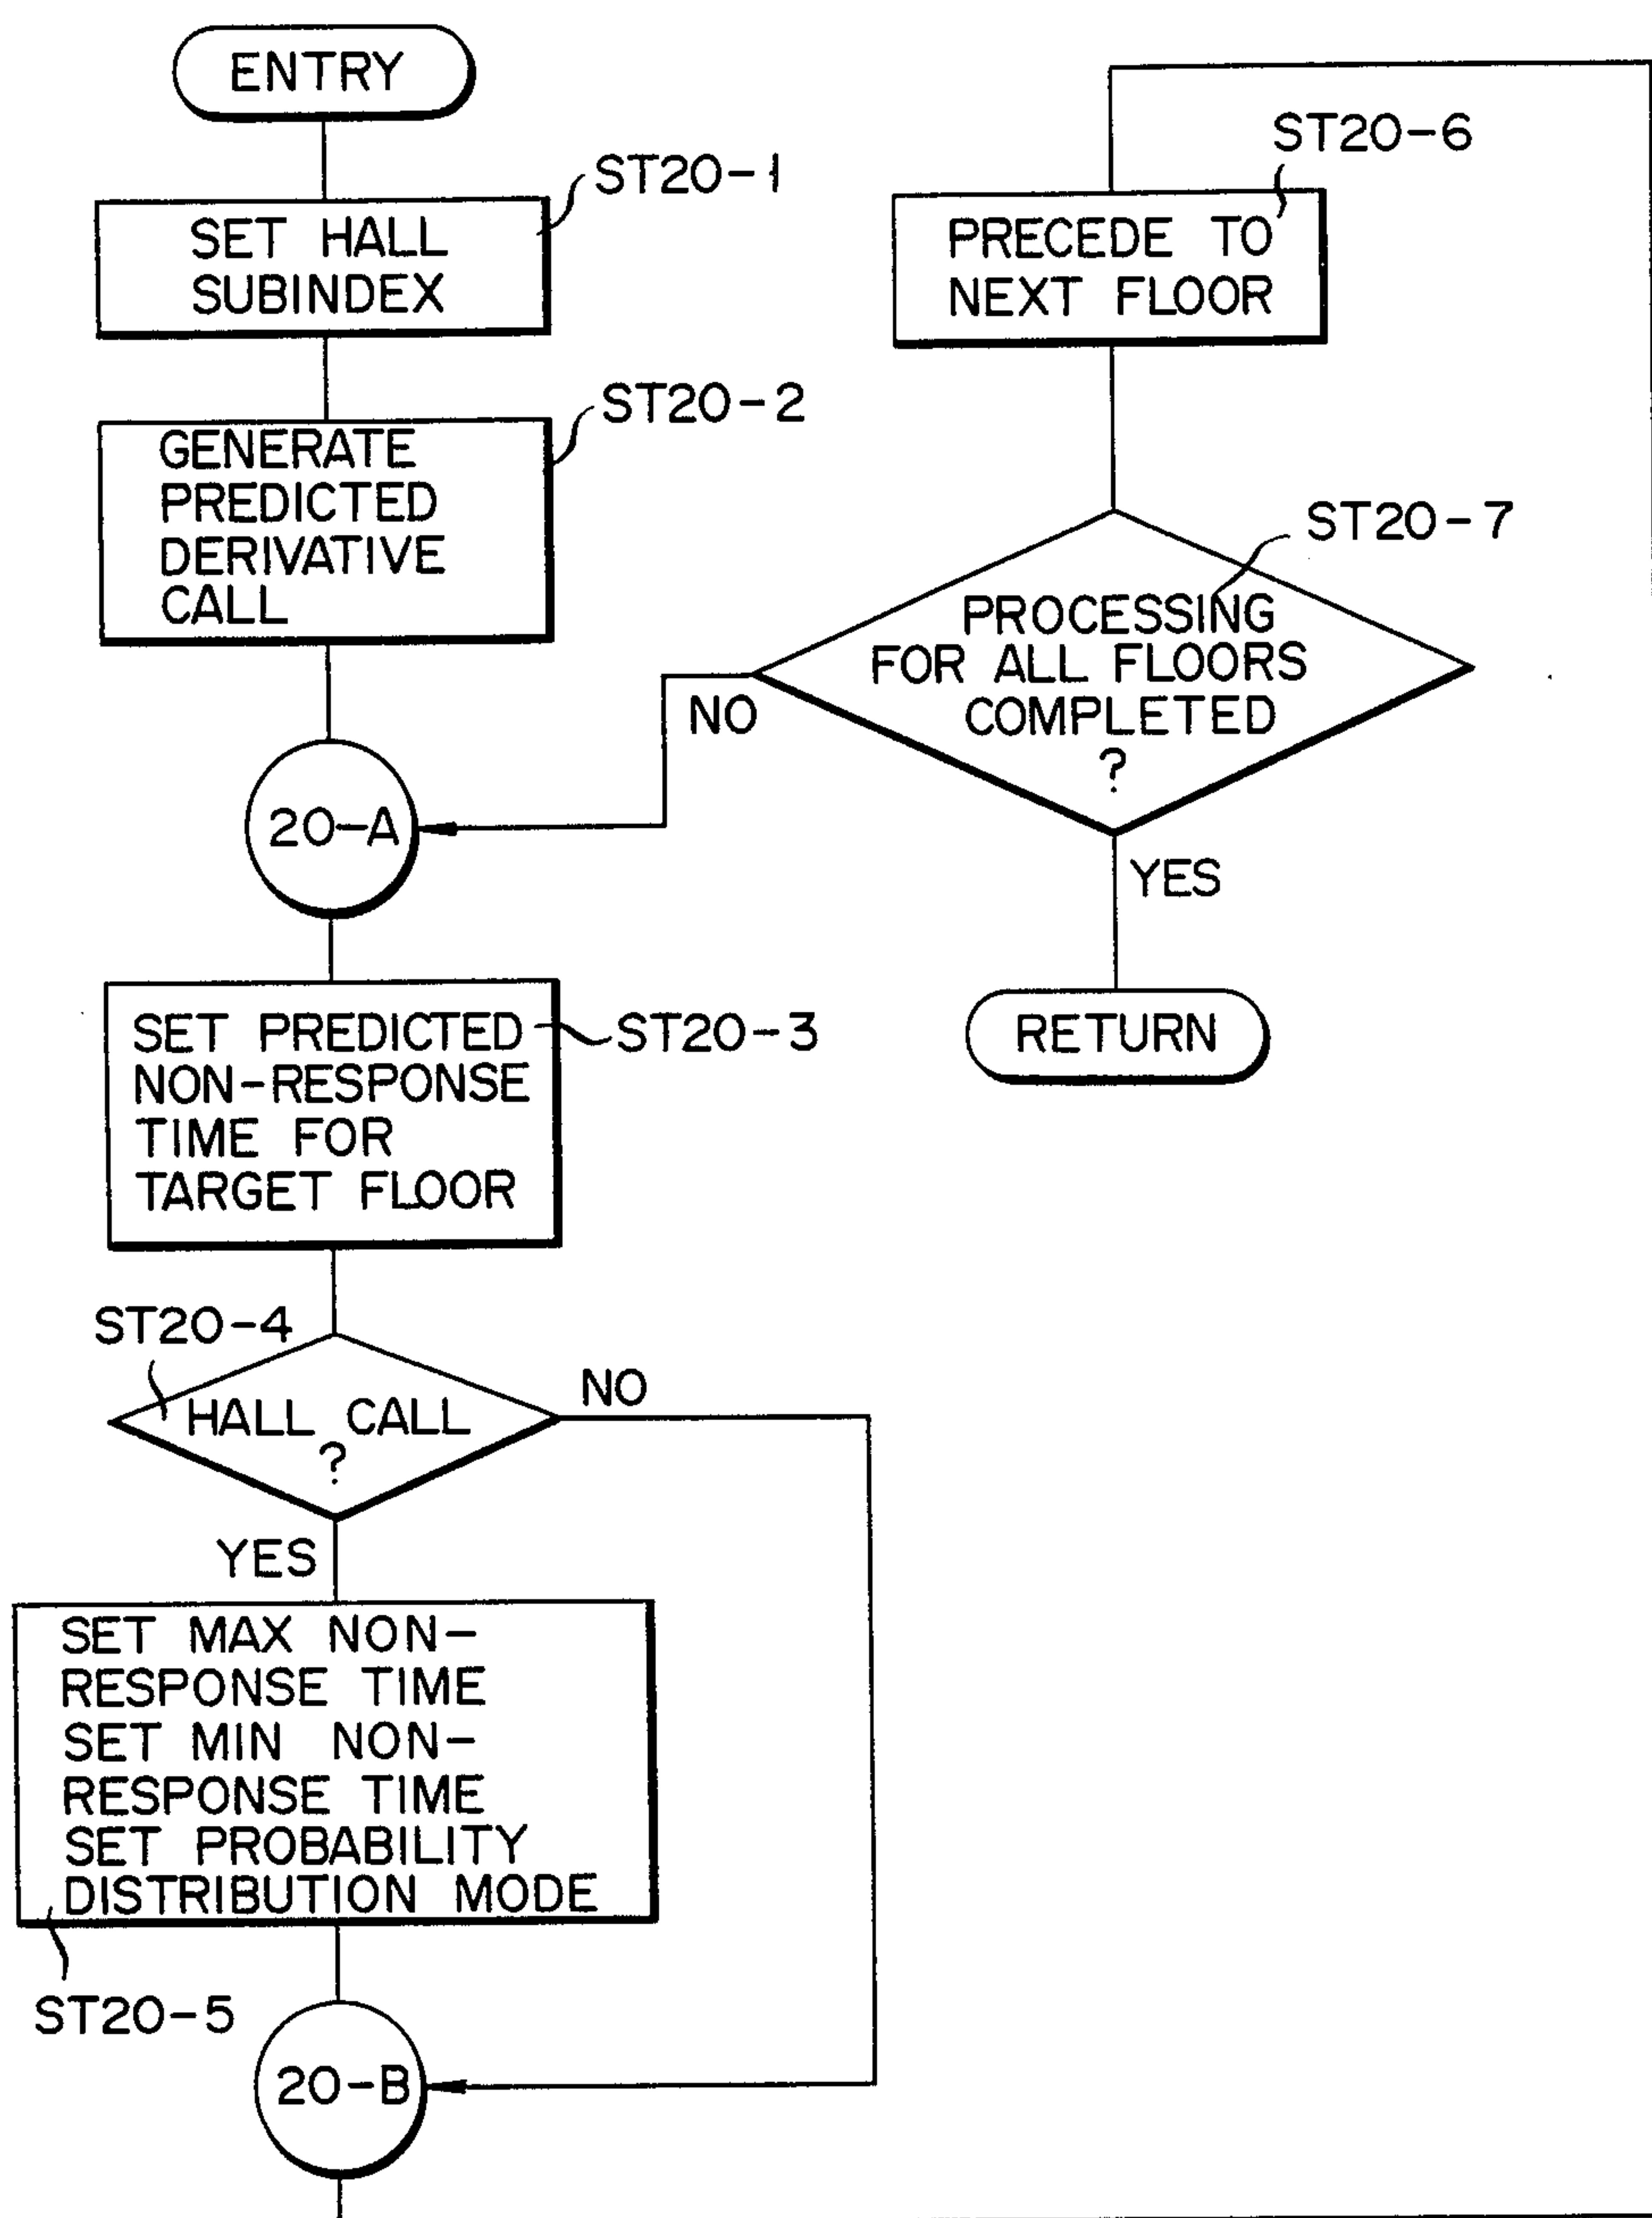 ENTRY
ST20-1
SET HALL
SUBINDEX
ST20-2
GENERATE
PREDICTED
DERIVATIVE
CALL
20-A
SET PREDICTED
NON-RESPONSE
TIME FOR
TARGET FLOOR
ST20-3
ST20-4
HALL CALL
?
NO
YES
SET MAX NON-
RESPONSE TIME
SET MIN NON-
RESPONSE TIME
SET PROBABILITY
DISTRIBUTION MODE
ST20-5
20-B
ST20-6
PRECEDE TO
NEXT FLOOR
ST20-7
PROCESSING
FOR ALL FLOORS
COMPLETED
?
NO
YES
RETURN